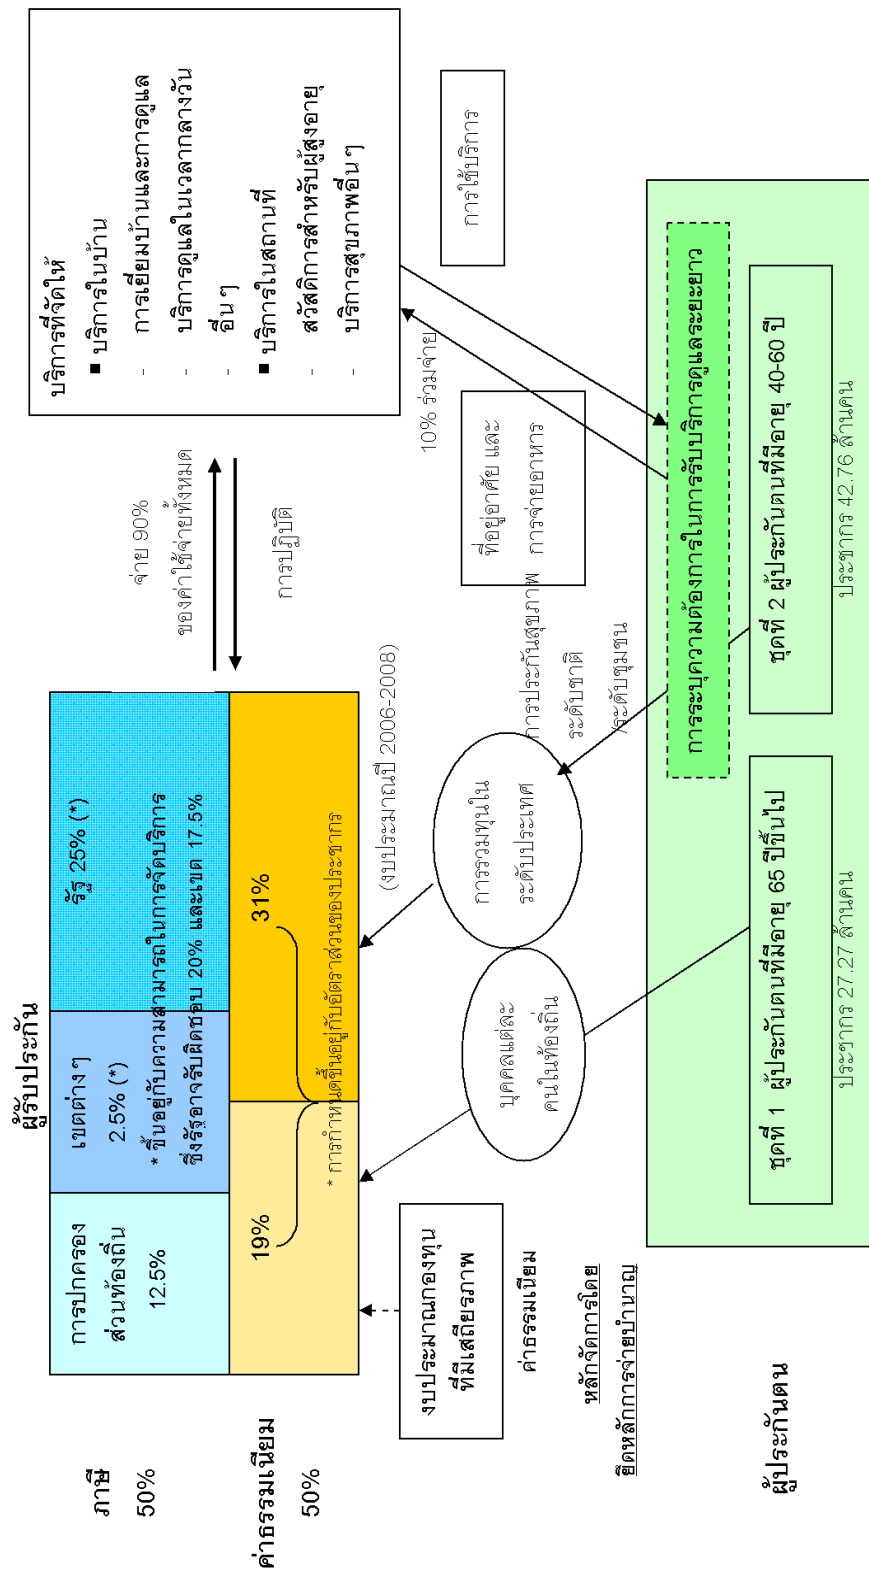 ผู้รับประกัน
ภาษี
50%
การปกครอง
ส่วนท้องถิ่น
12.5%
เขตต่าง ๆ
2.5% (*)
รัฐ 25% (*)
* ขึ้นอยู่กับความสามารถในการจัดบริการ
ซึ่งรัฐอาจรับผิดชอบ 20% และเขต 17.5%
ค่าธรรมเนียม
50%
19%
31%
* การกำหนดขึ้นอยู่กับอัตราส่วนของประชากร
(งบประมาณปี 2006-2008)
จ่าย 90%
ของค่าใช้จ่ายทั้งหมด
การปฏิบัติ
บริการที่จัดให้
■ บริการในบ้าน
- การเยี่ยมบ้านและการดูแล
- บริการดูแลในเวลากลางวัน
- อื่น ๆ
■ บริการในสถานที่
- สวัสดิการสำหรับผู้สูงอายุ
- บริการสุขภาพอื่น ๆ
งบประมาณกองทุน
ที่มีเสถียรภาพ
ค่าธรรมเนียม
หลักจัดการโดย
ยึดหลักการจ่ายบำนาญ
บุคคลแต่ละ
คนในท้องถิ่น
การรวมทุนใน
ระดับประเทศ
การประกันสุขภาพ
ระดับชาติ
/ระดับชุมชน
10% ร่วมจ่าย
ที่อยู่อาศัย และ
การจ่ายอาหาร
การใช้บริการ
ผู้ประกันตน
การระบุความต้องการในการรับบริการดูแลระยะยาว
ชุดที่ 1 ผู้ประกันตนที่มีอายุ 65 ปีขึ้นไป
ประชากร 27.27 ล้านคน
ชุดที่ 2 ผู้ประกันตนที่มีอายุ 40-60 ปี
ประชากร 42.76 ล้านคน